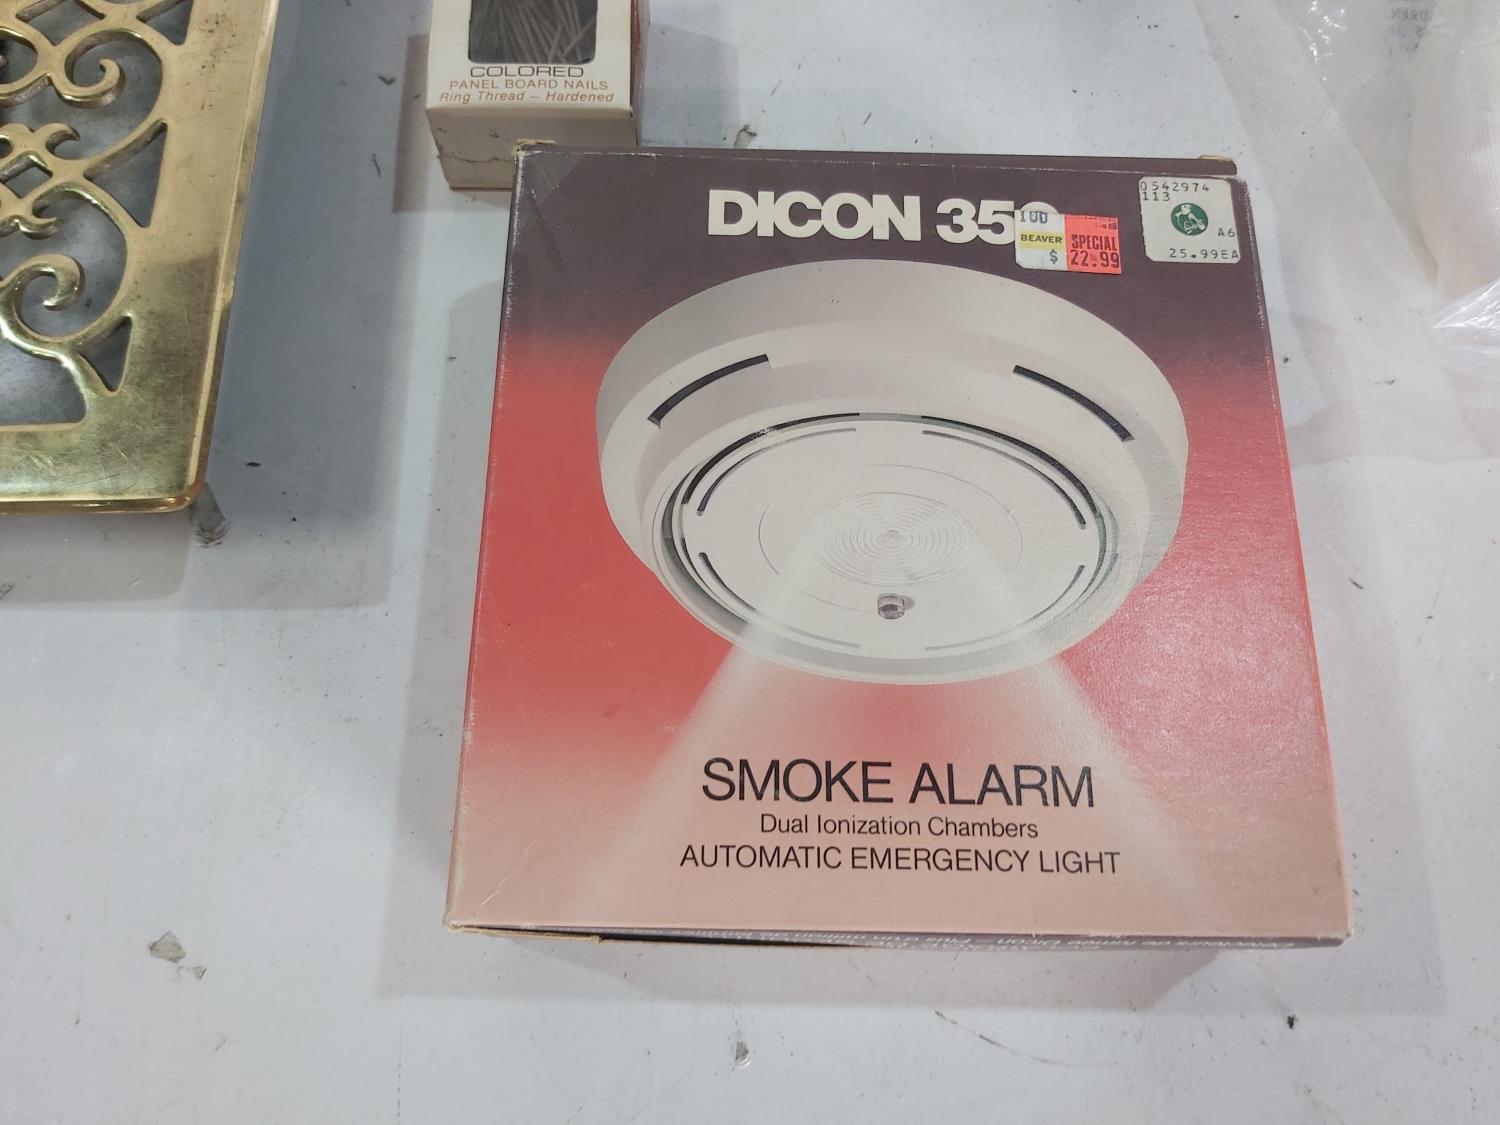 COLORED
PANEL BOARD NAILS
Ring Thread — Hardened
DICON 35
100
BEAVER
$
SPECIAL
22.99
0542974
113
A6
25.99EA
SMOKE ALARM
Dual Ionization Chambers
AUTOMATIC EMERGENCY LIGHT